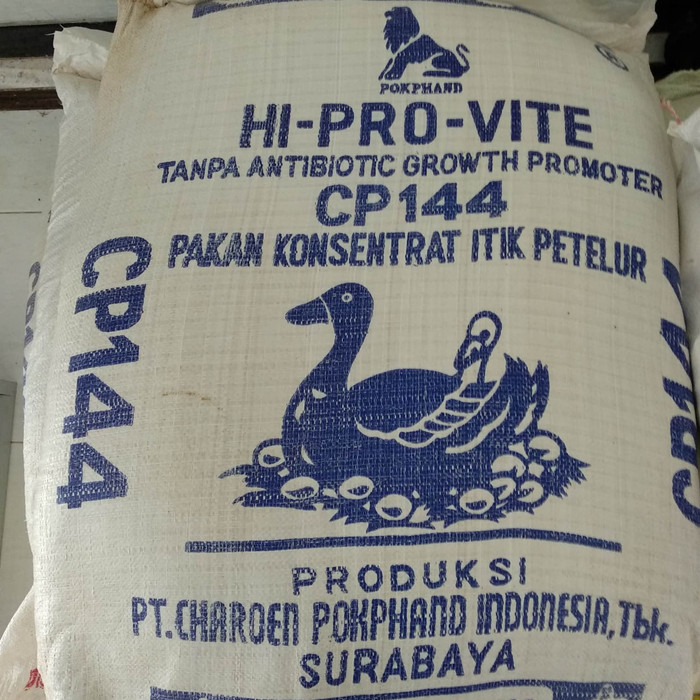 POKPHAND
HI-PRO-VITE
TANPA ANTIBIOTIC GROWTH PROMOTER
CP144
PAKAN KONSENTRAT ITIK PETELUR
CP144
PRODUKSI
PT. CHAROEN POKPHAND INDONESIA, Tbk.
SURABAYA